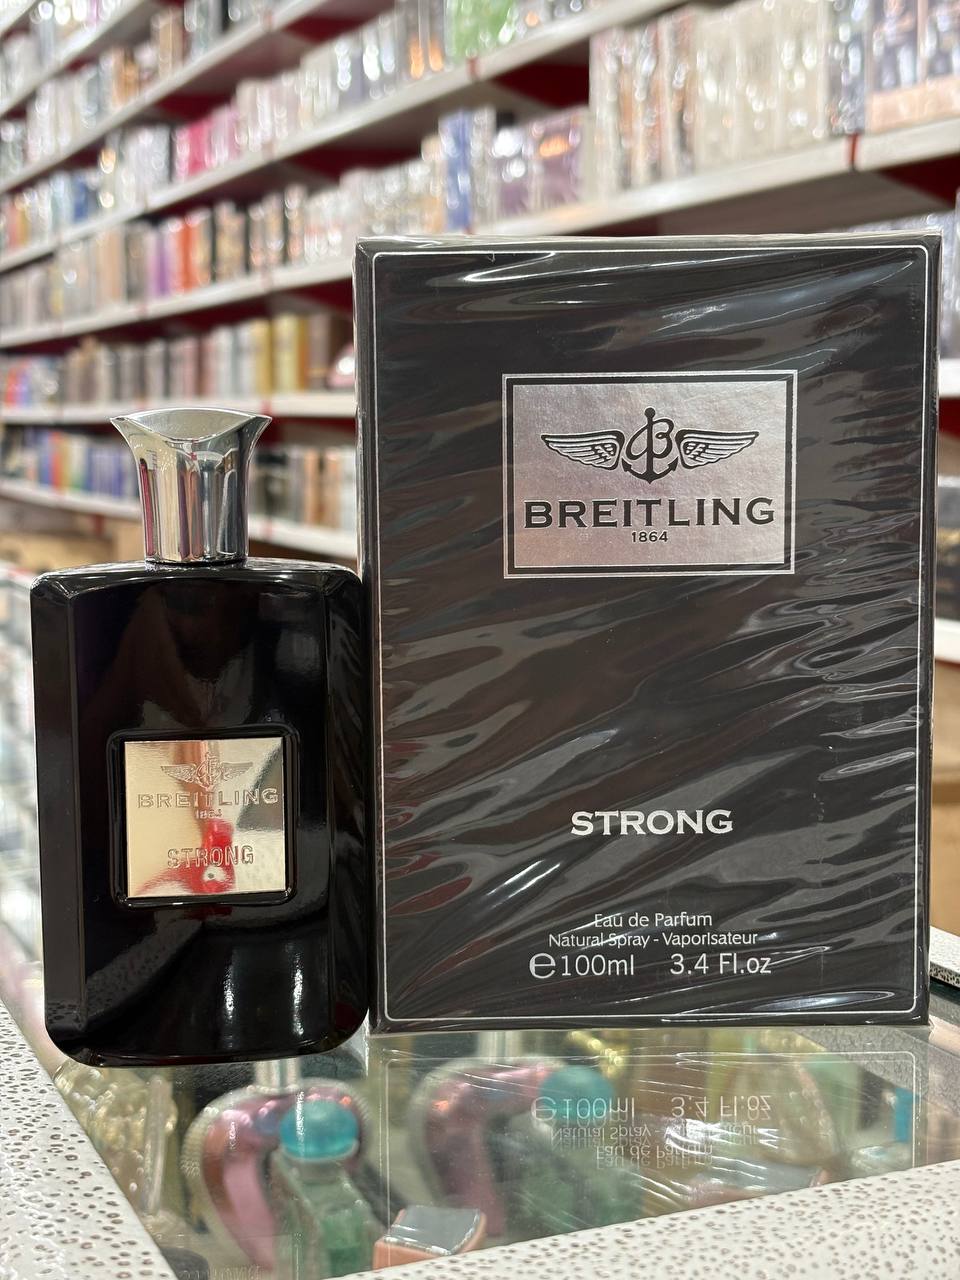 BREITLING
1864
STRONG
BREITLING
1864
STRONG
Eau de Parfum
Natural Spray - Vaporisateur
℮100ml 3.4 Fl.oz